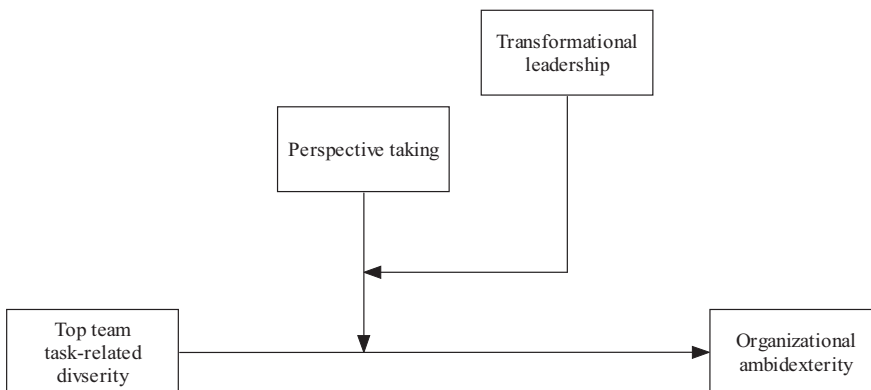 Transformational
leadership
Perspective taking
Top team
task-related
divserity
Organizational
ambidexterity